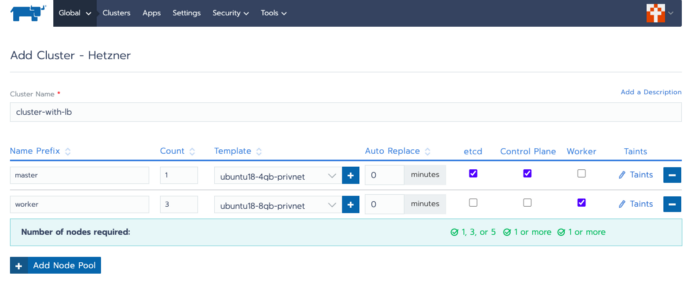 Global Clusters Apps Settings Security Tools
Add Cluster - Hetzner
Cluster Name *
Add a Description
cluster-with-lb
Name Prefix Count Template Auto Replace etcd Control Plane Worker Taints
master 1 ubuntu18-4gb-privnet + 0 minutes Taints
worker 3 ubuntu18-8gb-privnet + 0 minutes Taints
Number of nodes required: 1, 3, or 5 1 or more 1 or more
+ Add Node Pool